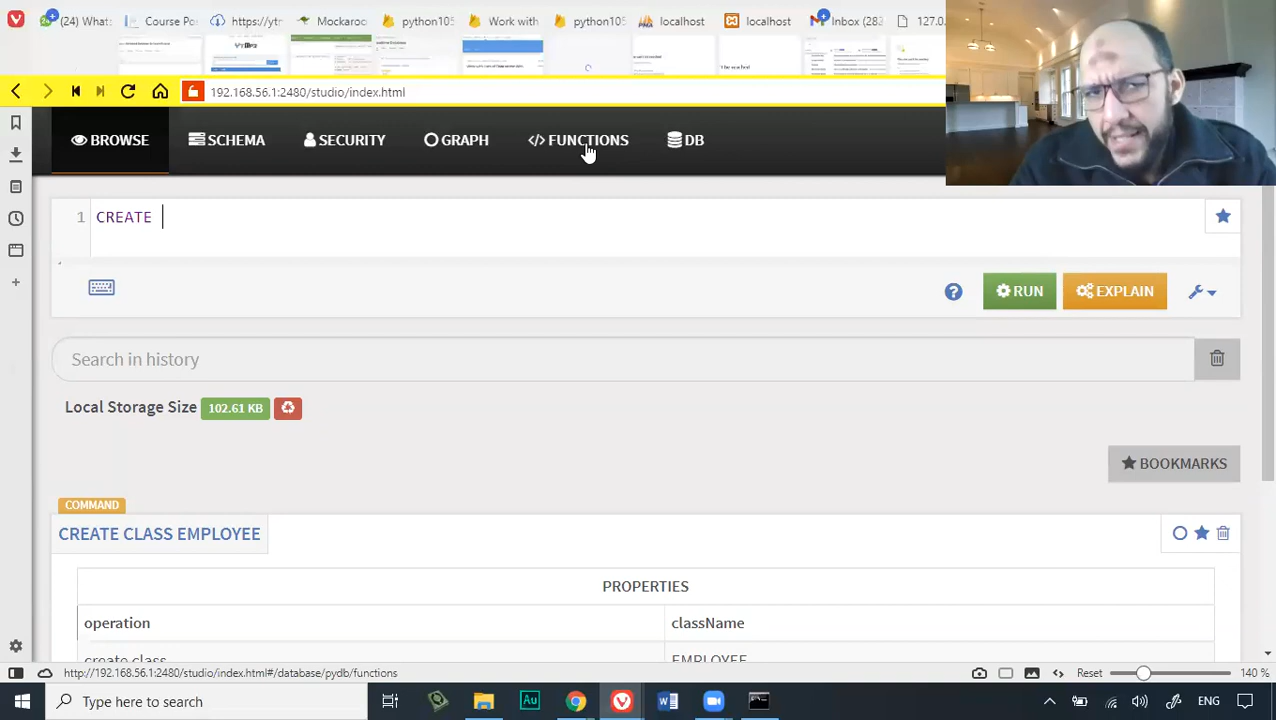 (24) What:
Course Po
https://ytm
Mockaroo
python105
Work with
python105
localhost
localhost
Inbox (283
127.0.
192.168.56.1:2480/studio/index.html
BROWSE
SCHEMA
SECURITY
GRAPH
</> FUNCTIONS
DB
1 CREATE
RUN
EXPLAIN
Search in history
Local Storage Size 102.61 KB
BOOKMARKS
COMMAND
CREATE CLASS EMPLOYEE
PROPERTIES
operation
className
create class
EMPLOYEE
http://192.168.56.1:2480/studio/index.html#/database/pydb/functions
Reset
140 %
Type here to search
Au
ENG